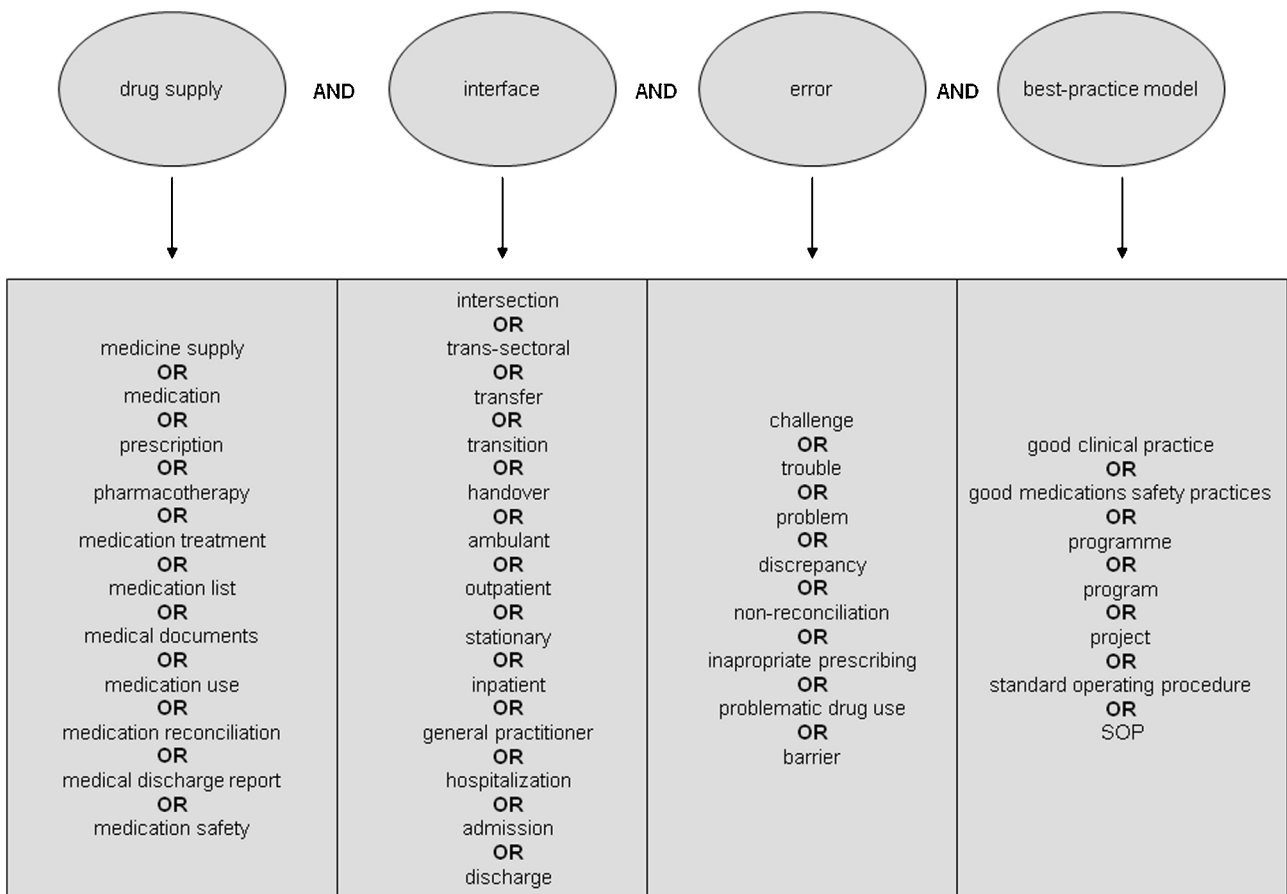 drug supply AND interface AND error AND best-practice model
medicine supply
OR
medication
OR
prescription
OR
pharmacotherapy
OR
medication treatment
OR
medication list
OR
medical documents
OR
medication use
OR
medication reconciliation
OR
medical discharge report
OR
medication safety
intersection
OR
trans-sectoral
OR
transfer
OR
transition
OR
handover
OR
ambulant
OR
outpatient
OR
stationary
OR
inpatient
OR
general practitioner
OR
hospitalization
OR
admission
OR
discharge
challenge
OR
trouble
OR
problem
OR
discrepancy
OR
non-reconciliation
OR
inapropriate prescribing
OR
problematic drug use
OR
barrier
good clinical practice
OR
good medications safety practices
OR
programme
OR
program
OR
project
OR
standard operating procedure
OR
SOP